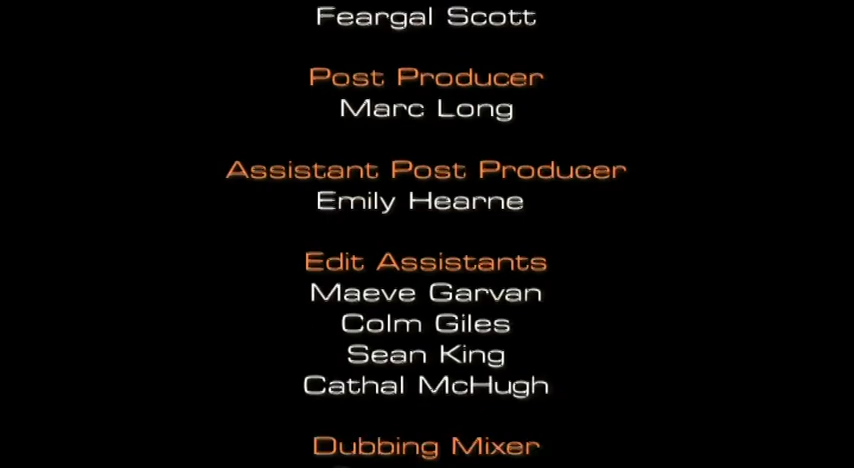 Feargal Scott
Post Producer
Marc Long
Assistant Post Producer
Emily Hearne
Edit Assistants
Maeve Garvan
Colm Giles
Sean King
Cathal McHugh
Dubbing Mixer